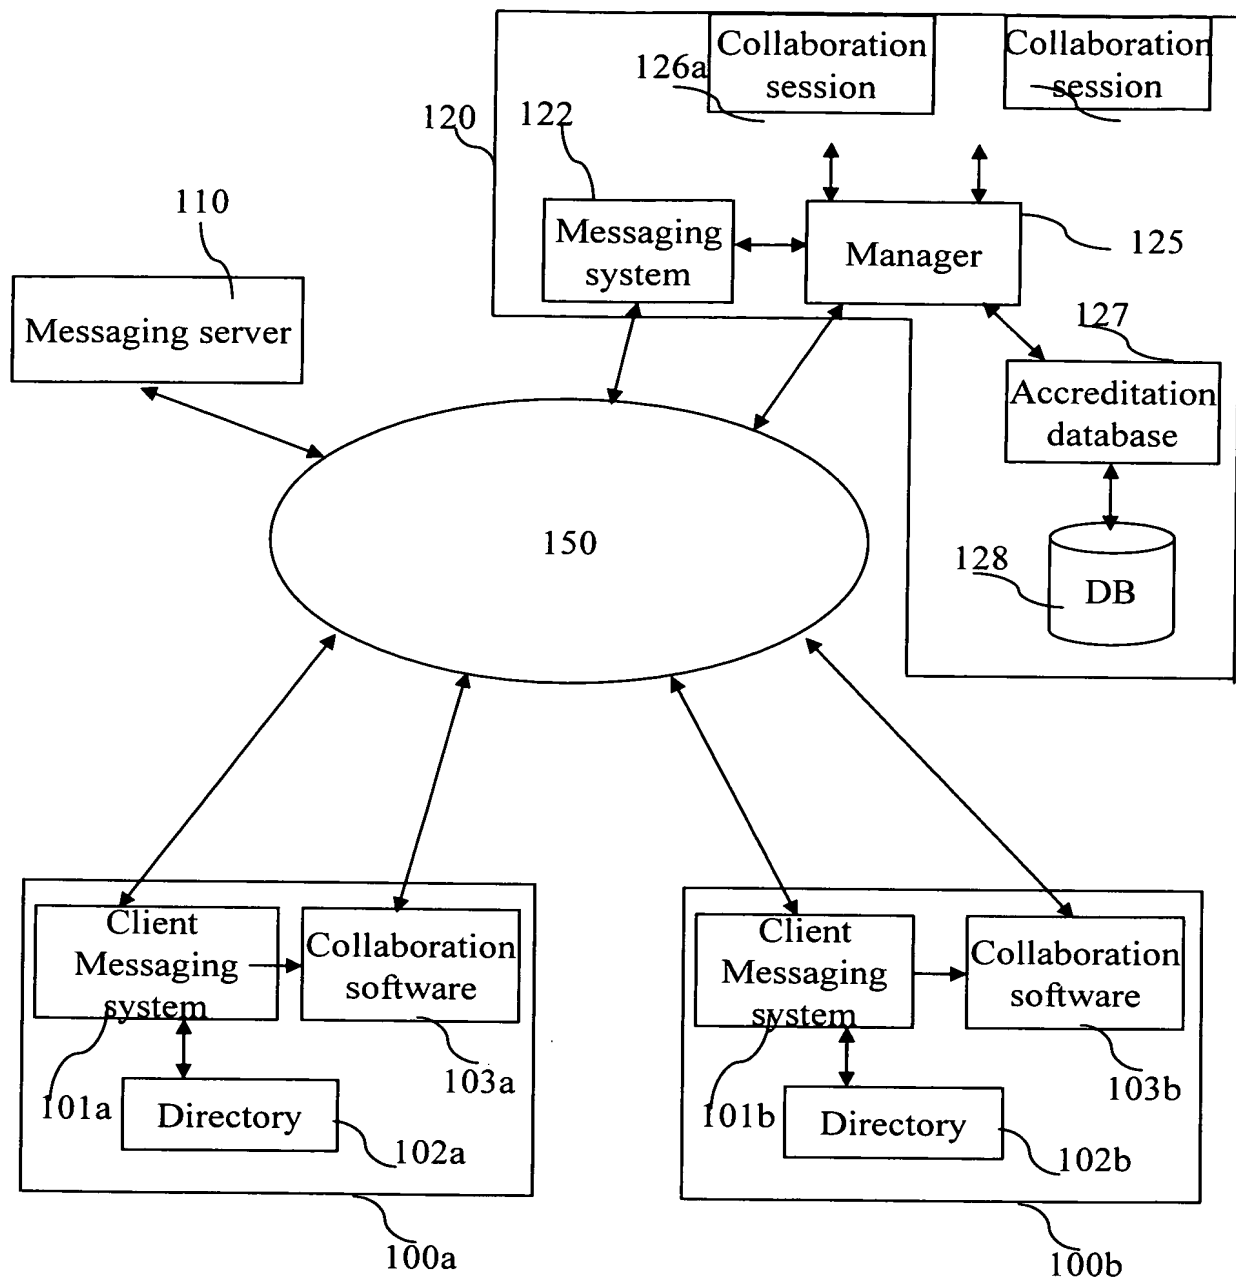 Collaboration
session
Collaboration
session
126a
120
122
110
Messaging
system
Manager
125
Messaging server
127
Accreditation
database
150
128
DB
Client
Messaging
system
Collaboration
software
101a
103a
Directory
102a
100a
Client
Messaging
system
Collaboration
software
101b
103b
Directory
102b
100b